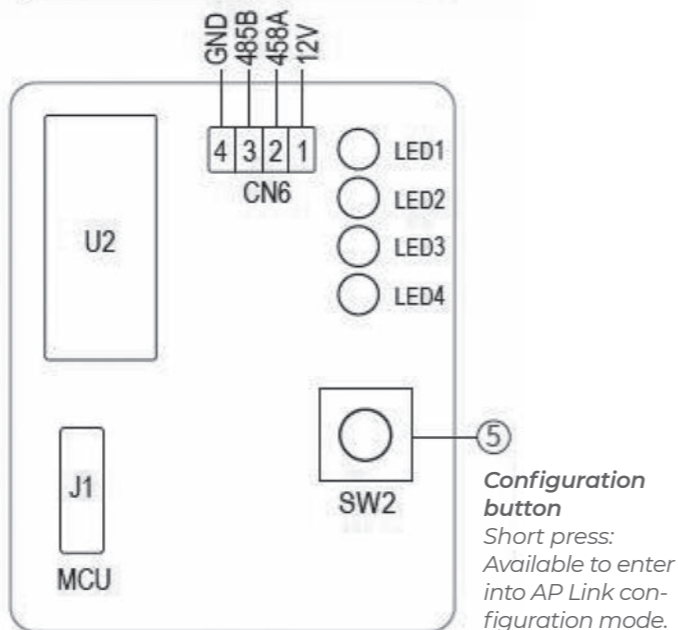 GND
485B
458A
12V
4 3 2 1
CN6
LED1
LED2
LED3
LED4
U2
5
SW2
J1
MCU
Configuration
button
Short press:
Available to enter
into AP Link con-
figuration mode.